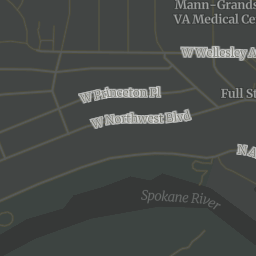 Mann-Grands
VA Medical Ce
W Wellesley A
W Princeton Pl
Full St
W Northwest Blvd
N A
Spokane River